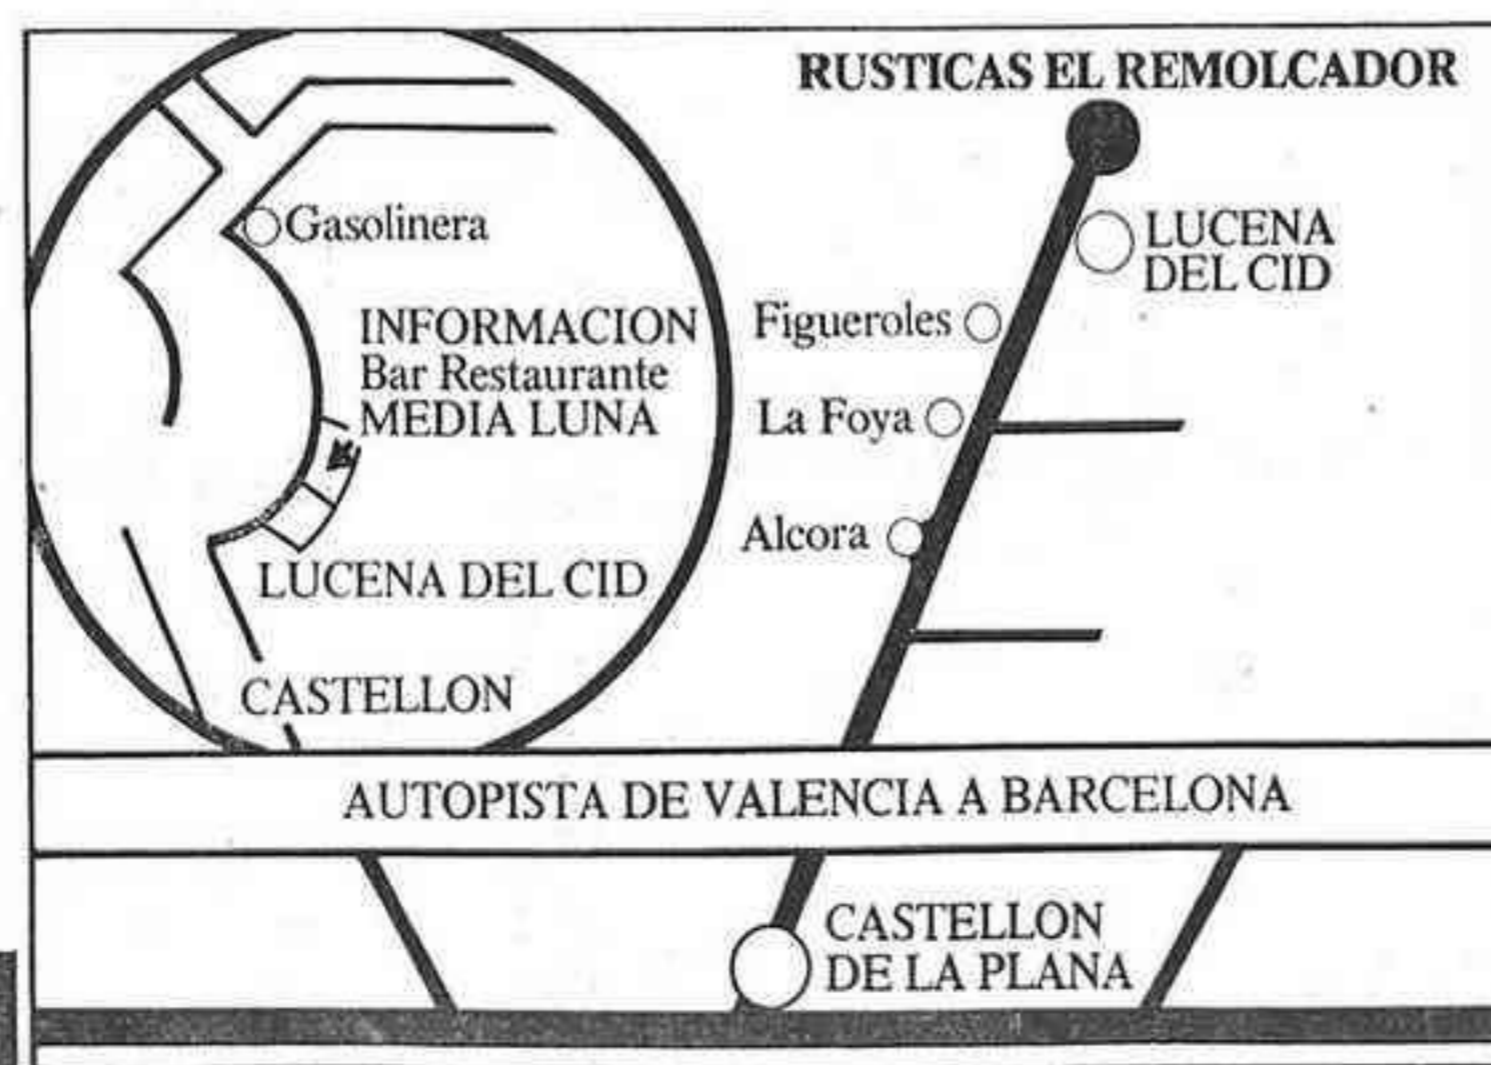 RUSTICAS EL REMOLCADOR
Gasolinera
INFORMACION
Bar Restaurante
MEDIA LUNA
LUCENA DEL CID
CASTELLON
LUCENA
DEL CID
Figueroles
La Foya
Alcora
AUTOPISTA DE VALENCIA A BARCELONA
CASTELLON
DE LA PLANA